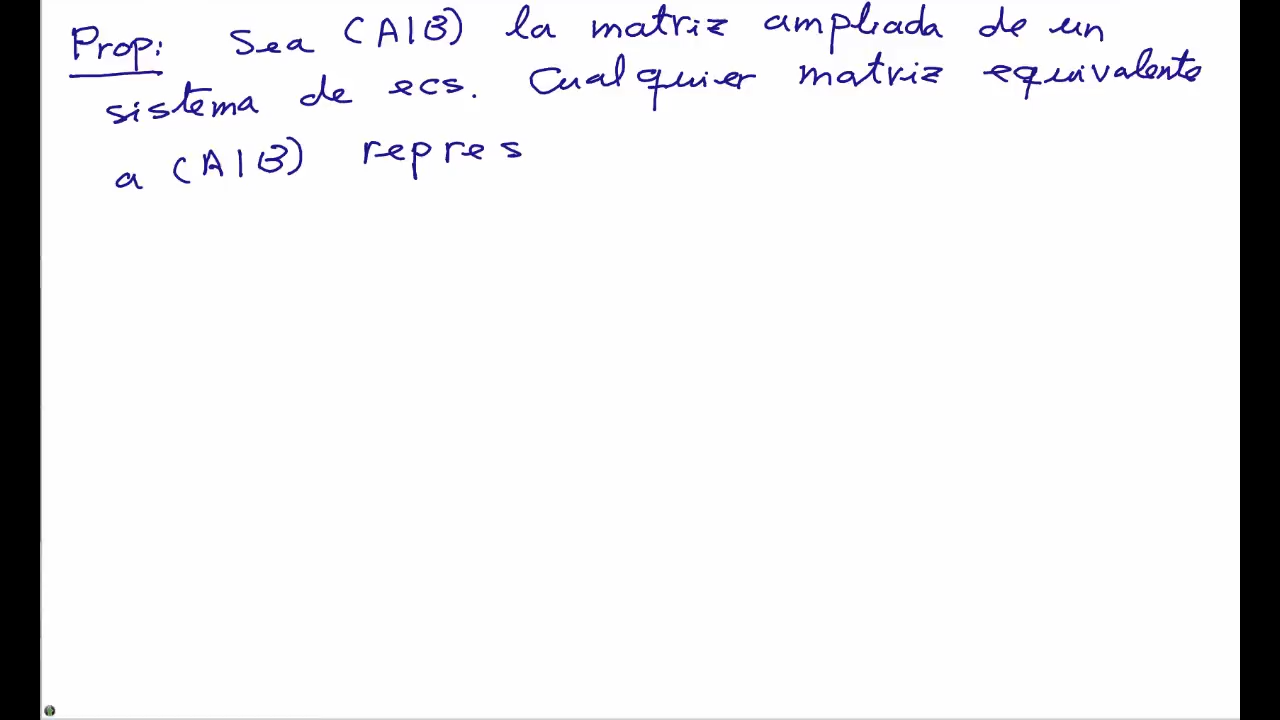 Prop: Sea (A|B) la matriz ampliada de un
sistema de ecs. Cualquier matriz equivalente
a (A|B) repres